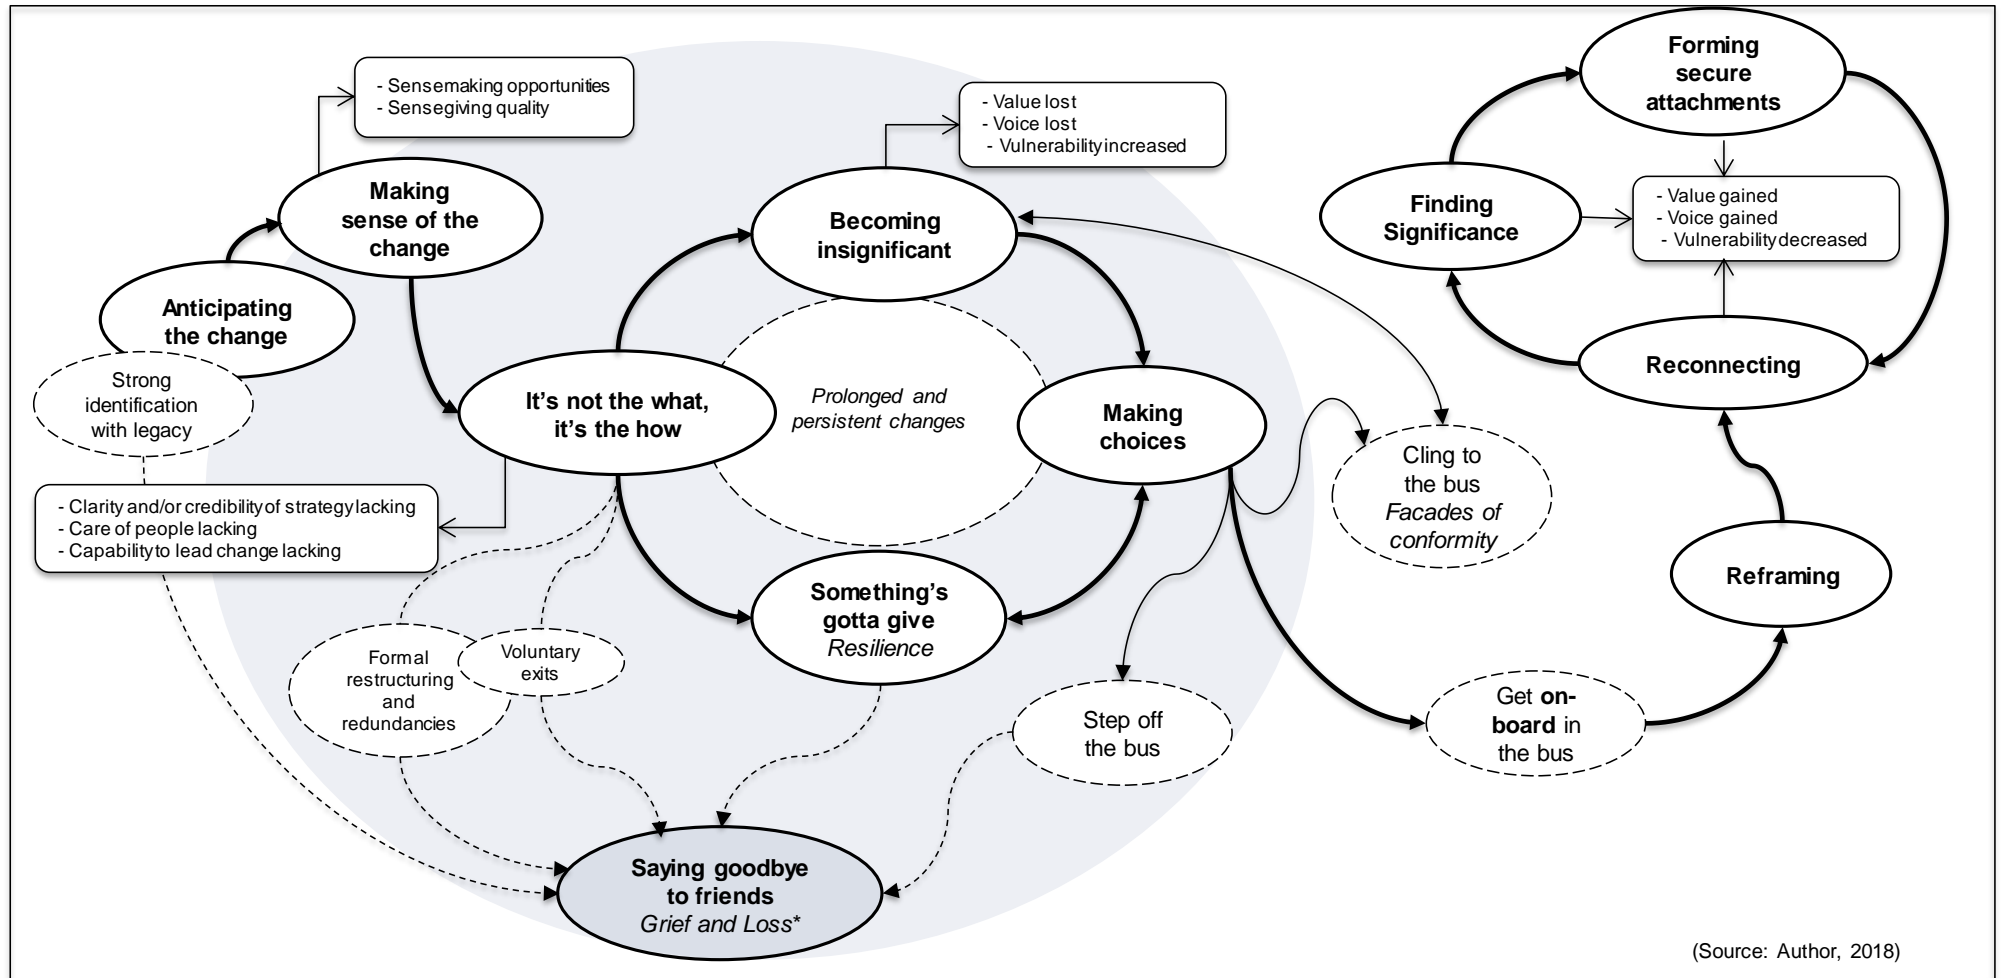 - Sensemaking opportunities
- Sensegiving quality
Making
sense of the
change
Anticipating
the change
Strong
identification
with legacy
- Clarity and/or credibility of strategy lacking
- Care of people lacking
- Capability to lead change lacking
It's not the what,
it's the how
- Value lost
- Voice lost
- Vulnerability increased
Becoming
insignificant
Prolonged and
persistent changes
Making
choices
Something's
gotta give
Resilience
Formal
restructuring
and
redundancies
Voluntary
exits
Saying goodbye
to friends
Grief and Loss*
Step off
the bus
Cling to
the bus
Facades of
conformity
Get on-
board in
the bus
Reframing
Reconnecting
Finding
Significance
Forming
secure
attachments
- Value gained
- Voice gained
- Vulnerability decreased
(Source: Author, 2018)